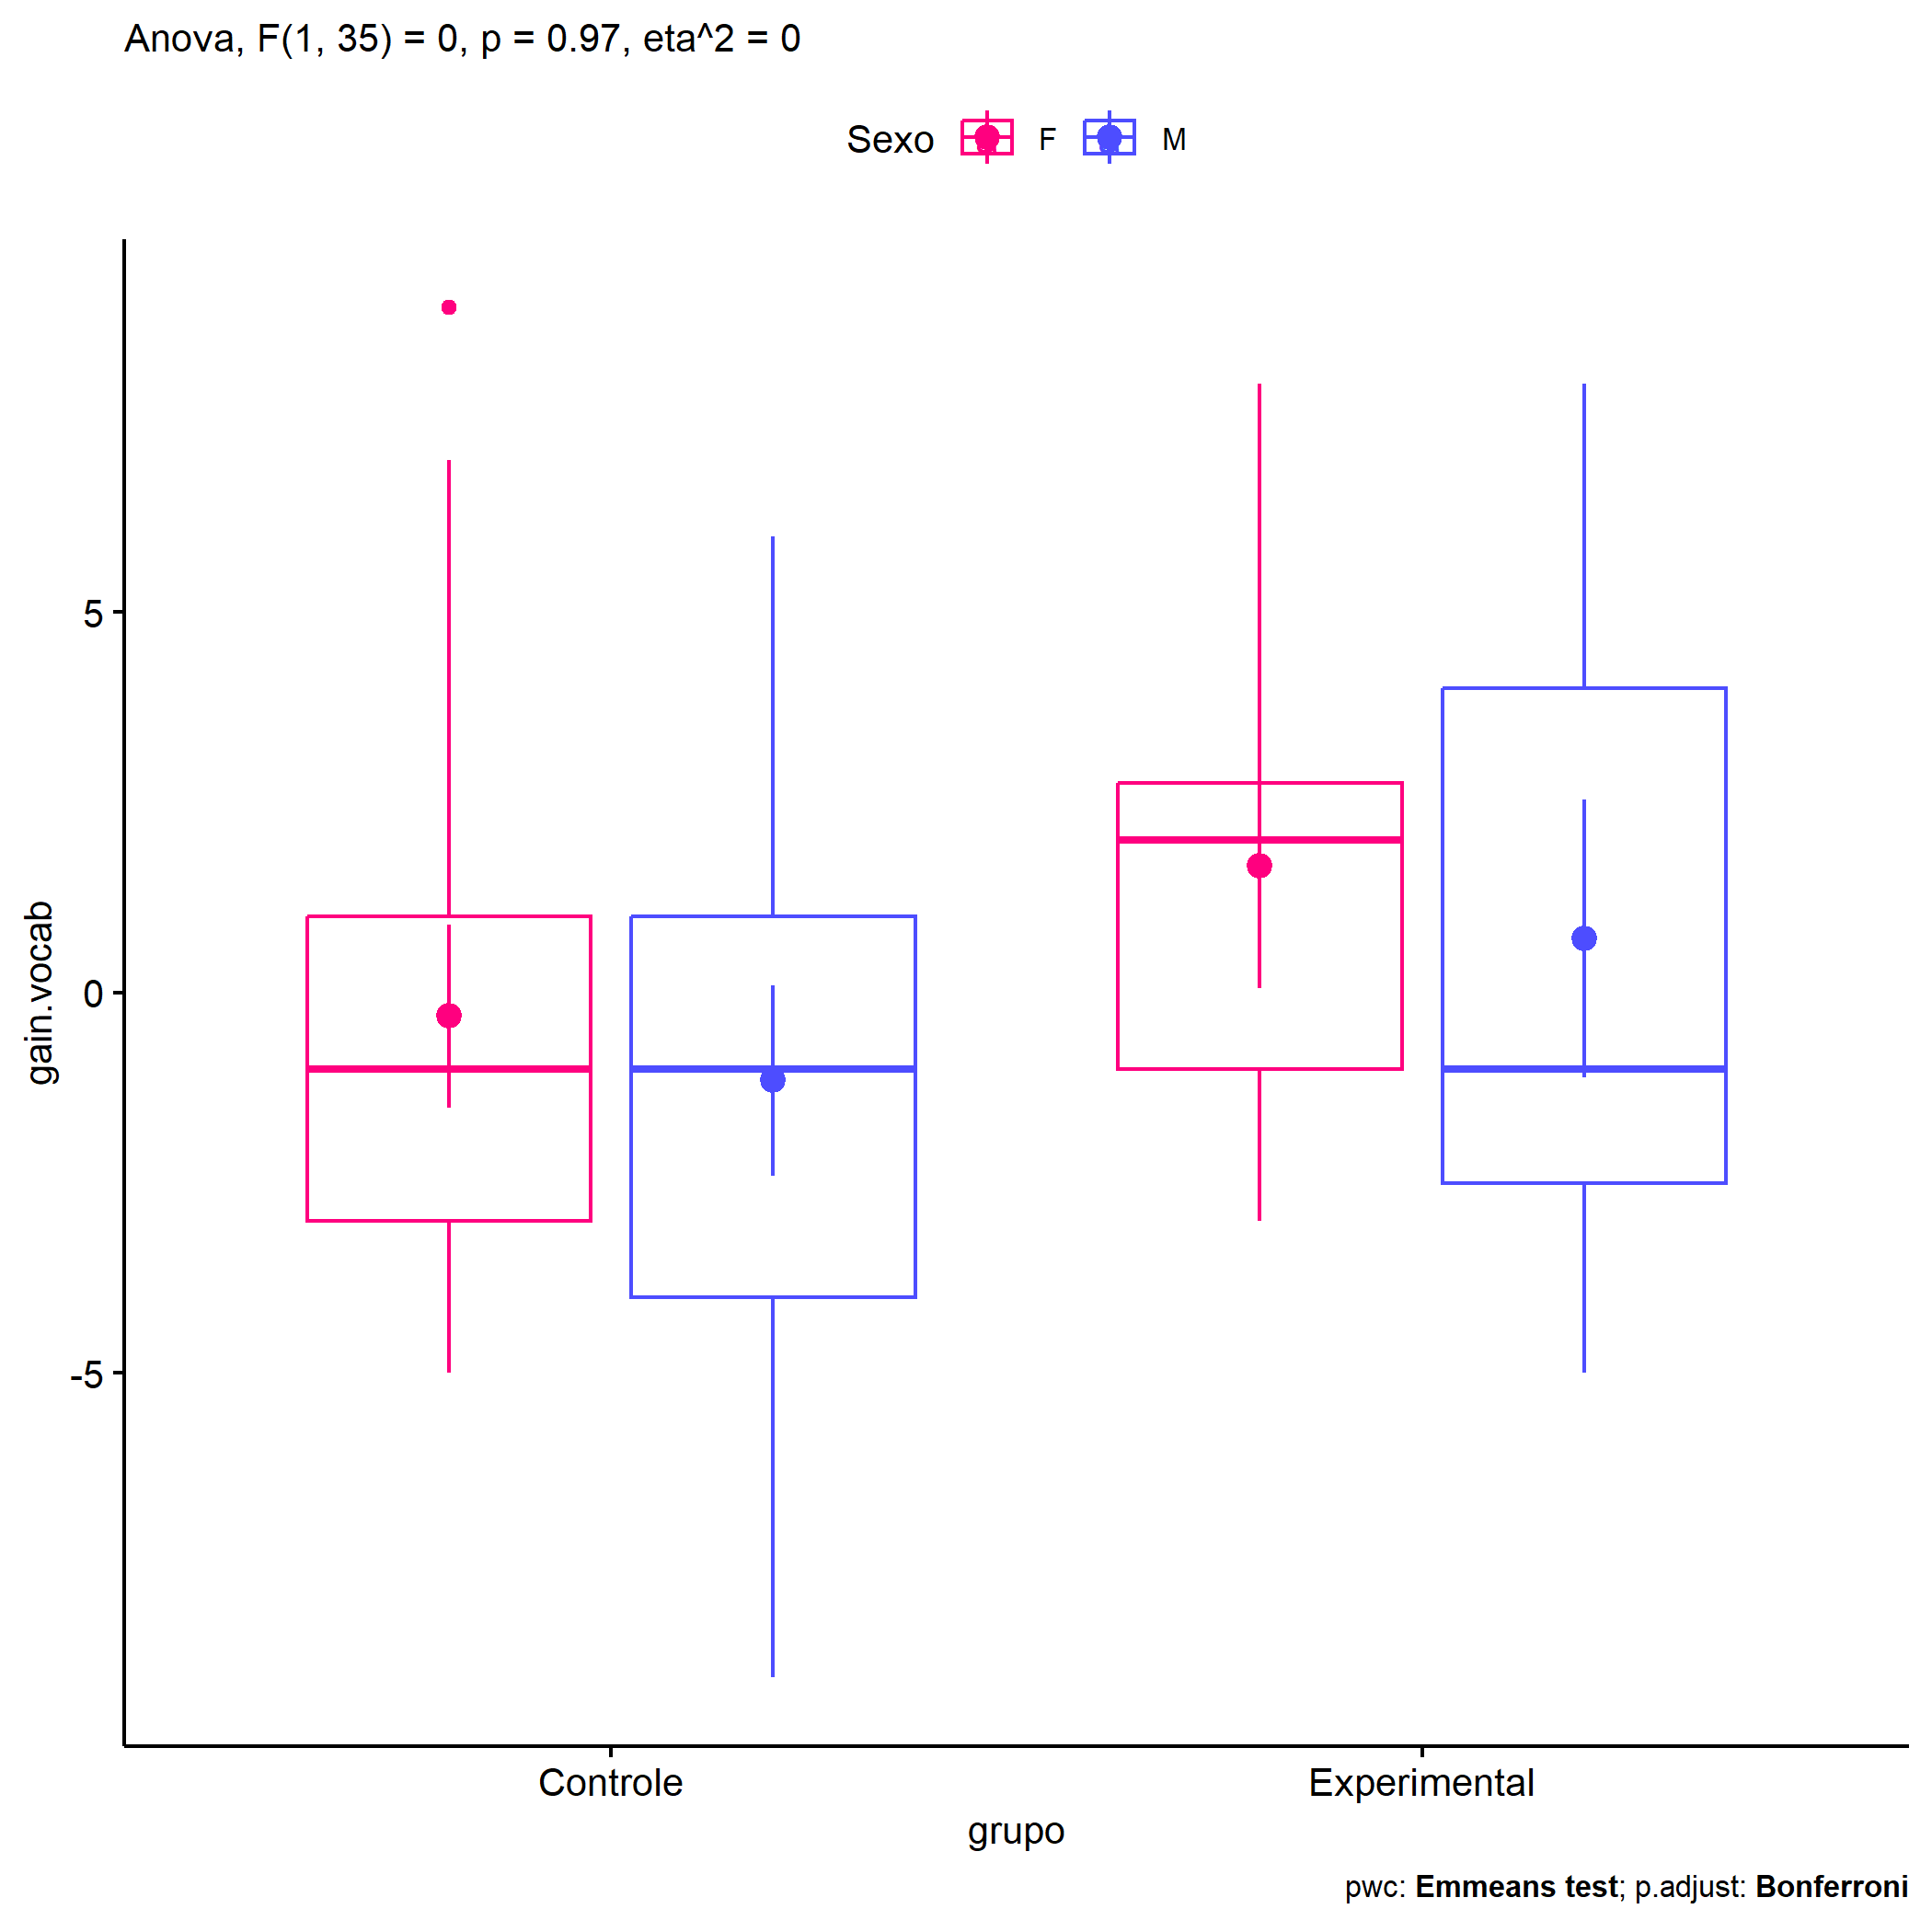 Anova, F(1, 35) = 0, p = 0.97, eta^2 = 0
Sexo F M
gain.vocab
5
0
-5
Controle Experimental
grupo
pwc: Emmeans test; p.adjust: Bonferroni